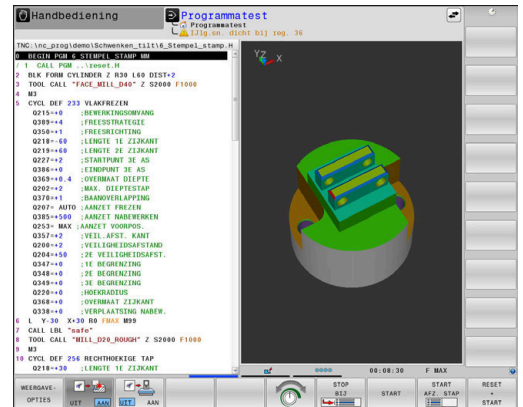 Handbediening
Programmatest
Programmatest
IJlg.sn. dicht bij reg. 36
TNC:\nc_prog\demo\Schwenken_tilt\6_Stempel_stamp.H
0 BEGIN PGM 6_STEMPEL_STAMP MM
/ 1 CALL PGM ..\reset.H
2 BLK FORM CYLINDER Z R30 L60 DIST+2
3 TOOL CALL "FACE_MILL_D40" Z S2000 F1000
4 M3
5 CYCL DEF 233 VLAKFREZEN
Q215=+0 ;BEWERKINGSOMVANG
Q389=+4 ;FREESSTRATEGIE
Q350=+1 ;FREESRICHTING
Q218=-60 ;LENGTE 1E ZIJKANT
Q219=+60 ;LENGTE 2E ZIJKANT
Q227=+2 ;STARTPUNT 3E AS
Q386=+0 ;EINDPUNT 3E AS
Q369=+0.4 ;OVERMAAT DIEPTE
Q202=+2 ;MAX. DIEPTESTAP
Q370=+1 ;BAANOVERLAPPING
Q207= AUTO ;AANZET FREZEN
Q385=+500 ;AANZET NABEWERKEN
Q253= MAX ;AANZET VOORPOS.
Q357=+2 ;VEIL.AFST. KANT
Q200=+2 ;VEILIGHEIDSAFSTAND
Q204=+50 ;2E VEILIGHEIDSAFST.
Q347=+0 ;1E BEGRENZING
Q348=+0 ;2E BEGRENZING
Q349=+0 ;3E BEGRENZING
Q220=+0 ;HOEKRADIUS
Q368=+0 ;OVERMAAT ZIJKANT
Q338=+0 ;VERPLAATSING NABEW.
6 L Y-30 X+30 R0 FMAX M99
7 CALL LBL "safe"
8 TOOL CALL "MILL_D20_ROUGH" Z S2000 F1000
9 M3
10 CYCL DEF 256 RECHTHOEKIGE TAP
Q218=+30 ;LENGTE 1E ZIJKANT
YZ X
00:08:30 F MAX
WEERGAVE-
OPTIES
UIT AAN
UIT AAN
STOP
BIJ
START
START
AFZ. STAP
RESET
+
START